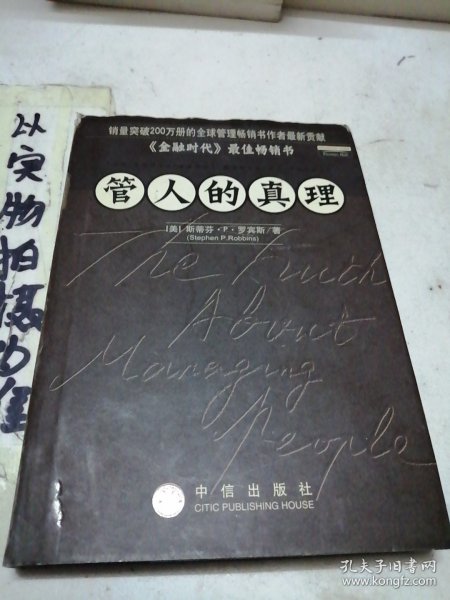 销量突破200万册的全球管理畅销书作者最新贡献
《金融时代》最佳畅销书
管人的真理
[美]斯蒂芬·P·罗宾斯/著
(Stephen P.Robbins)
The Truth
About
Managing
People
中信出版社
CITIC PUBLISHING HOUSE
以实物拍摄为准
孔夫子旧书网
www.kongfz.com